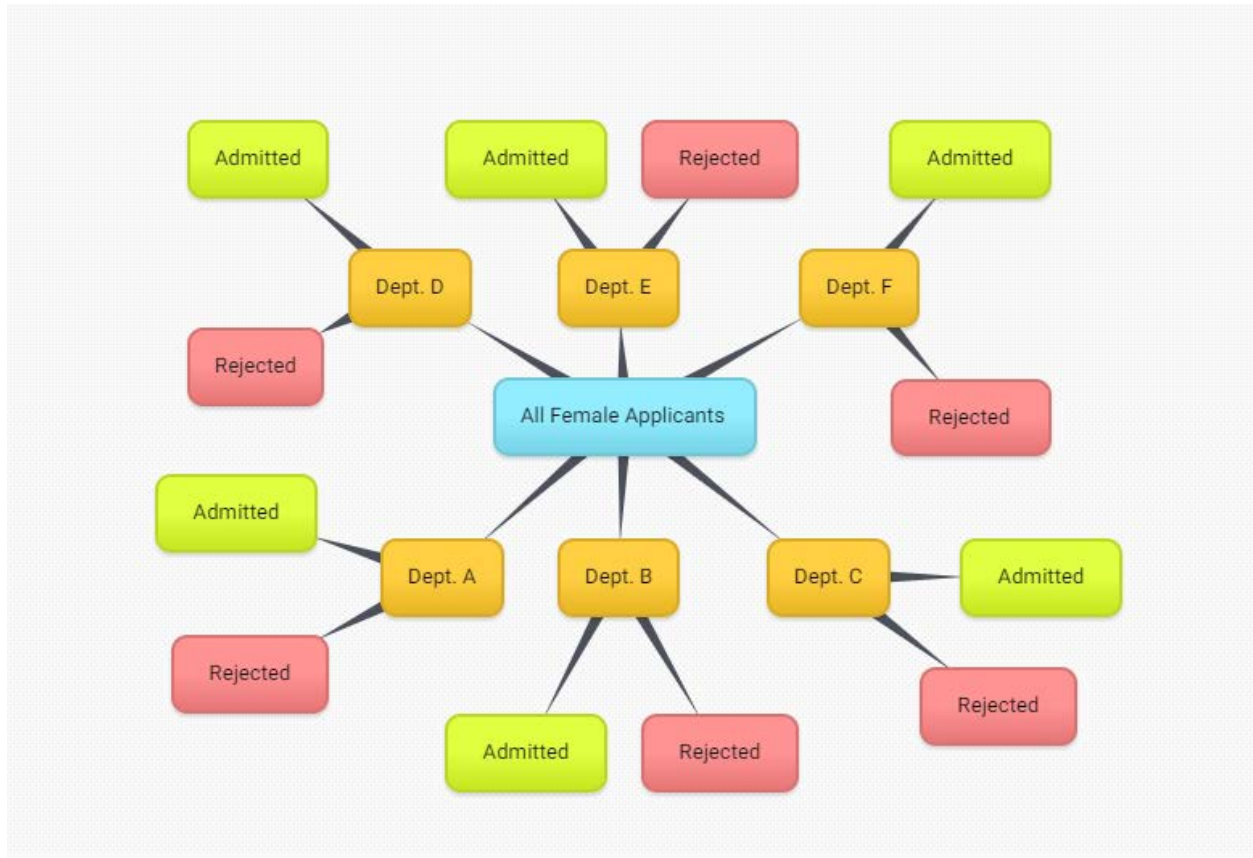 Admitted
Admitted
Rejected
Admitted
Dept. D
Dept. E
Dept. F
Rejected
All Female Applicants
Rejected
Admitted
Dept. A
Dept. B
Dept. C
Admitted
Rejected
Rejected
Admitted
Rejected